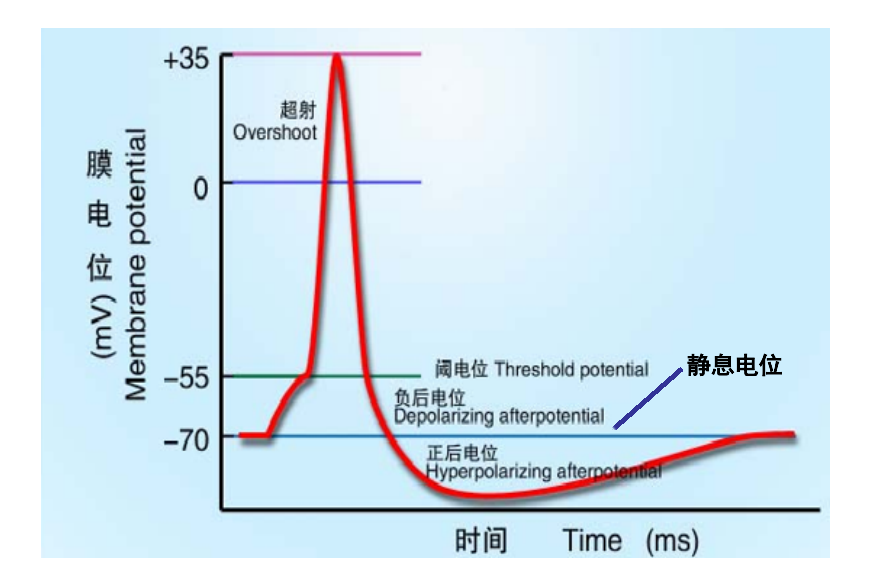 +35
超射
Overshoot
0
膜电位
(mV)
Membrane potential
阈电位 Threshold potential
静息电位
−55
负后电位
Depolarizing afterpotential
−70
正后电位
Hyperpolarizing afterpotential
时间 Time (ms)